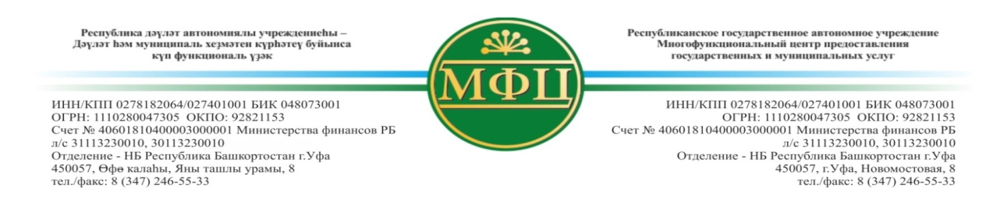 Республика дәүләт автономиялы учреждениеһы –
Дәүләт һәм муниципаль хеҙмәтен күрһәтеү буйынса
күп функциональ үҙәк
ИНН/КПП 0278182064/027401001 БИК 048073001
ОГРН: 1110280047305 ОКПО: 92821153
Счет № 40601810400003000001 Министерства финансов РБ
л/с 31113230010, 30113230010
Отделение - НБ Республика Башкортостан г.Уфа
450057, Өфө калаһы, Яны ташлы урамы, 8
тел./факс: 8 (347) 246-55-33
МФЦ
Республиканское государственное автономное учреждение
Многофункциональный центр предоставления
государственных и муниципальных услуг
ИНН/КПП 0278182064/027401001 БИК 048073001
ОГРН: 1110280047305 ОКПО: 92821153
Счет № 40601810400003000001 Министерства финансов РБ
л/с 31113230010, 30113230010
Отделение - НБ Республика Башкортостан г.Уфа
450057, г.Уфа, Новомостовая, 8
тел./факс: 8 (347) 246-55-33